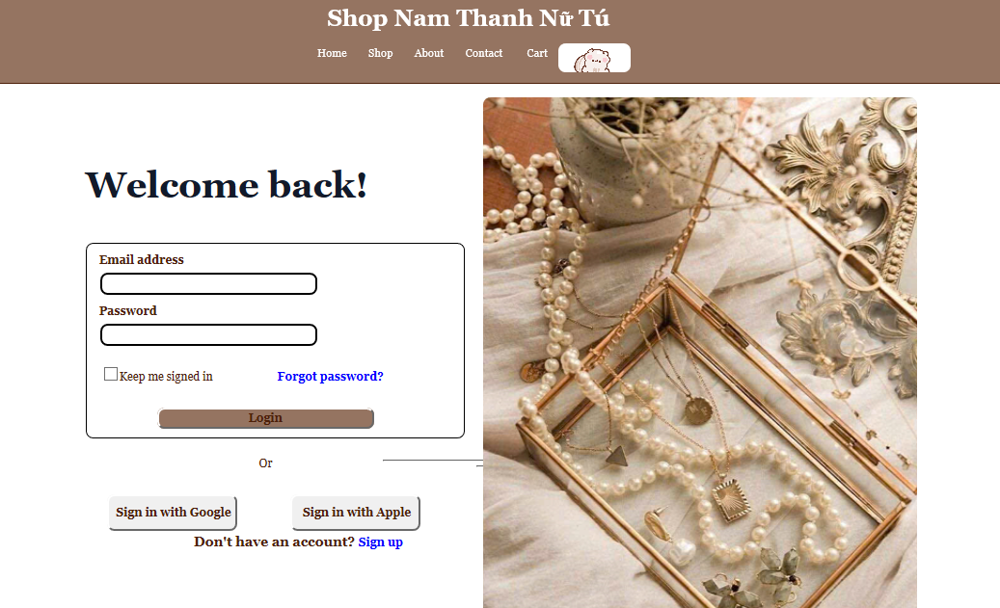 Shop Nam Thanh Nữ Tú
Home Shop About Contact Cart
Welcome back!
Email address
Password
Keep me signed in Forgot password?
Login
Or
Sign in with Google Sign in with Apple
Don't have an account? Sign up